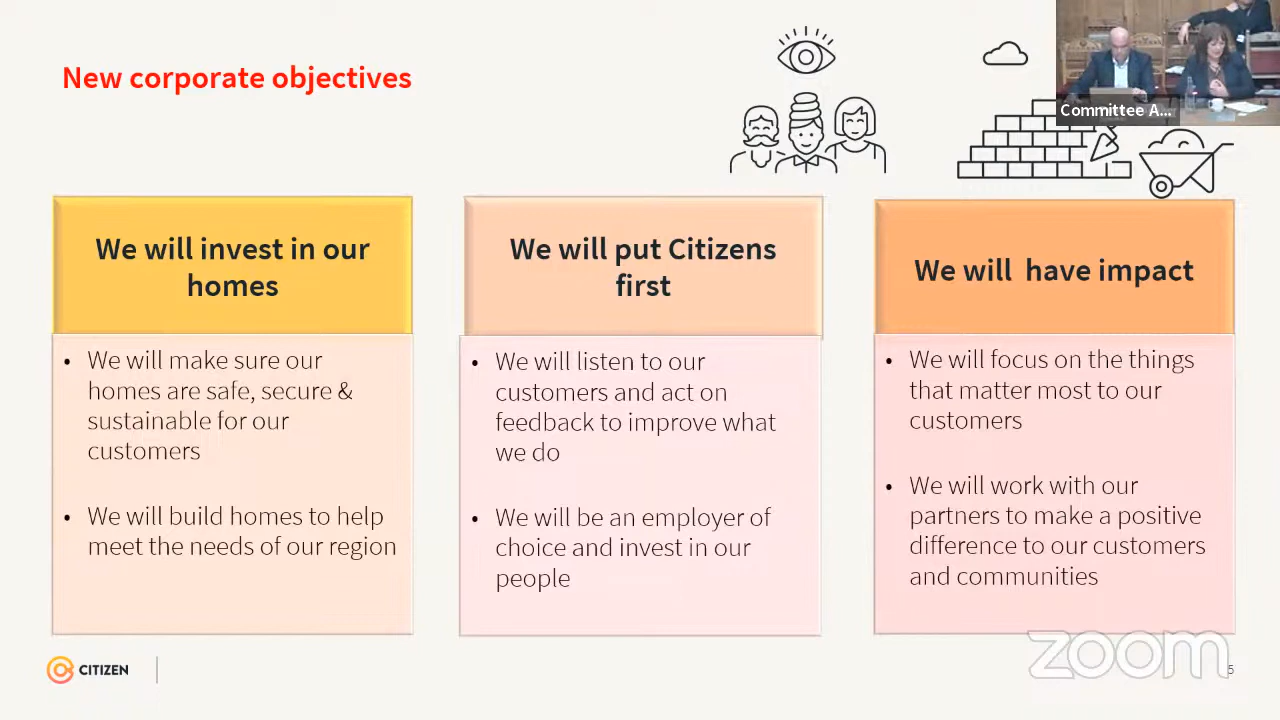 New corporate objectives
Committee A...
We will invest in our
homes
• We will make sure our
homes are safe, secure &
sustainable for our
customers
• We will build homes to help
meet the needs of our region
We will put Citizens
first
• We will listen to our
customers and act on
feedback to improve what
we do
• We will be an employer of
choice and invest in our
people
We will  have impact
• We will focus on the things
that matter most to our
customers
• We will work with our
partners to make a positive
difference to our customers
and communities
CITIZEN
zoom
5